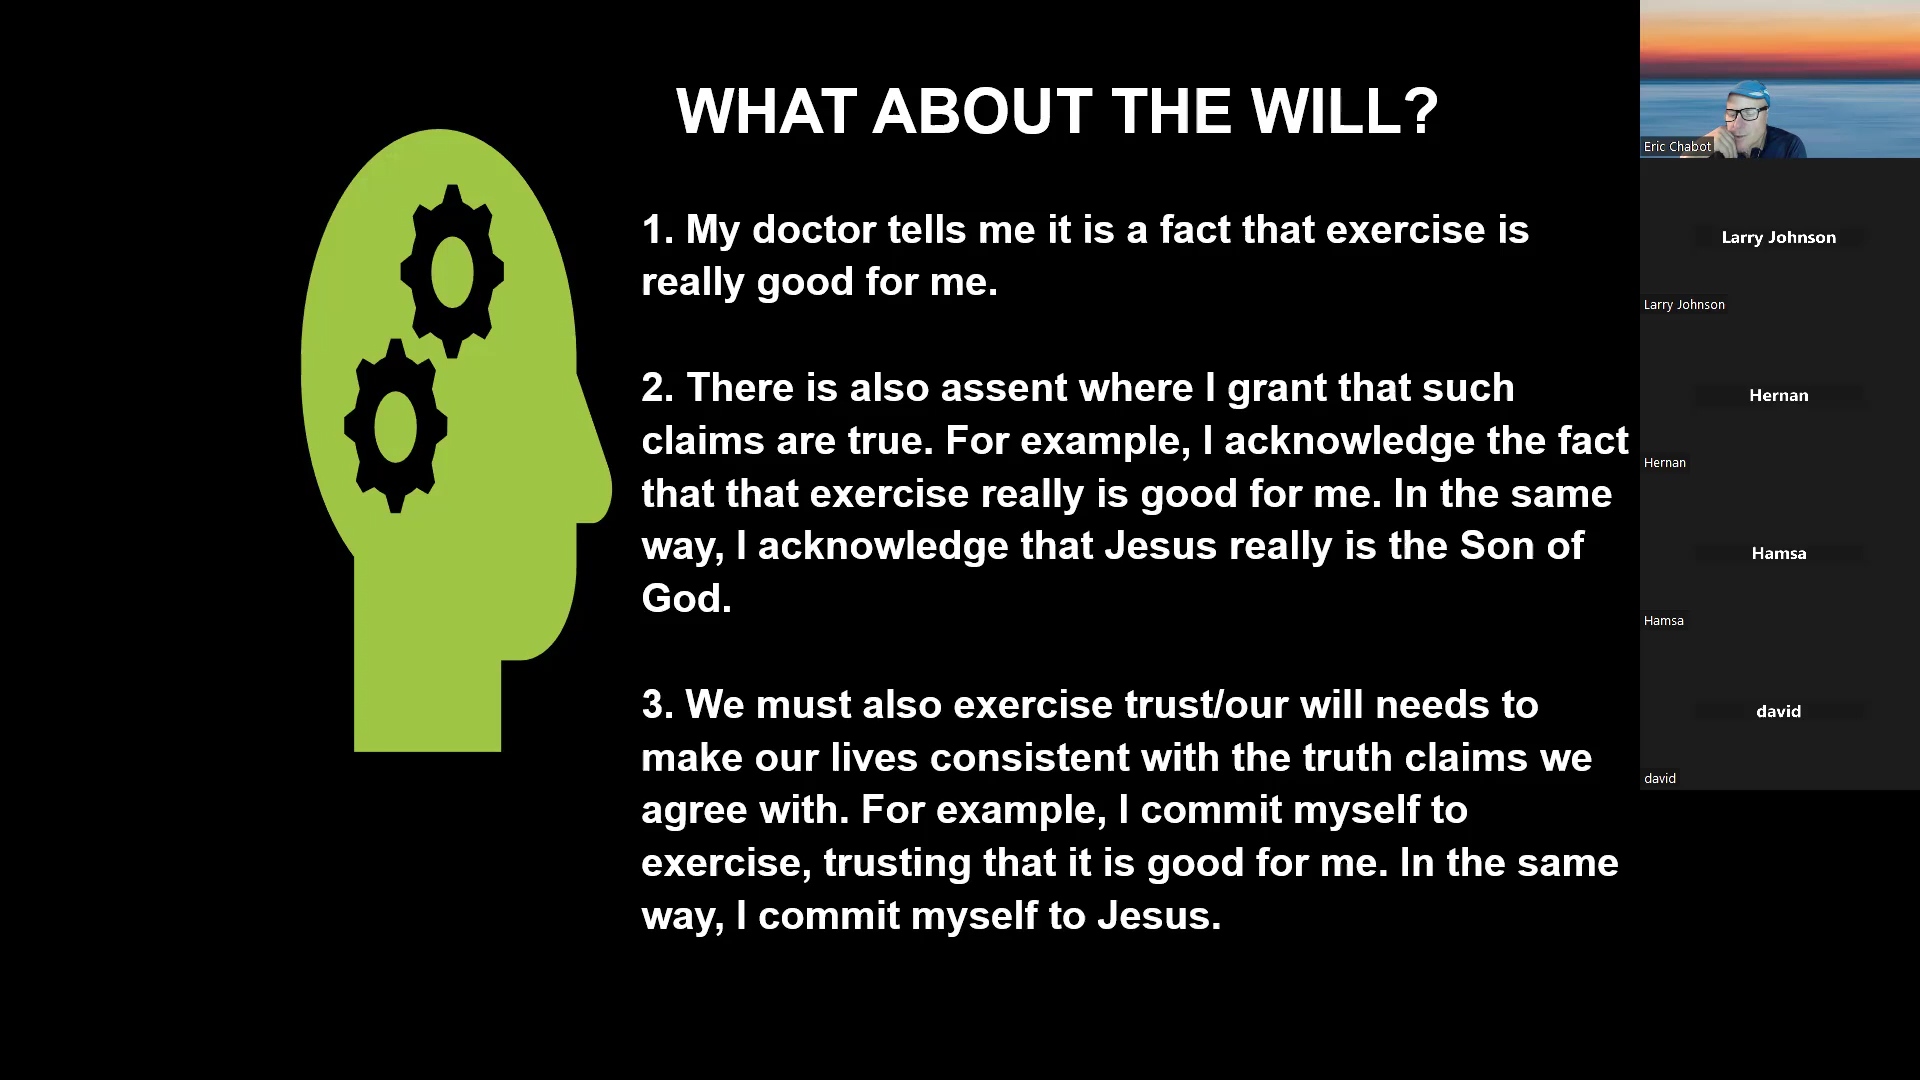 WHAT ABOUT THE WILL?
1. My doctor tells me it is a fact that exercise is
really good for me.
2. There is also assent where I grant that such
claims are true. For example, I acknowledge the fact
that that exercise really is good for me. In the same
way, I acknowledge that Jesus really is the Son of
God.
3. We must also exercise trust/our will needs to
make our lives consistent with the truth claims we
agree with. For example, I commit myself to
exercise, trusting that it is good for me. In the same
way, I commit myself to Jesus.
Eric Chabot
Larry Johnson
Larry Johnson
Hernan
Hernan
Hamsa
Hamsa
david
david